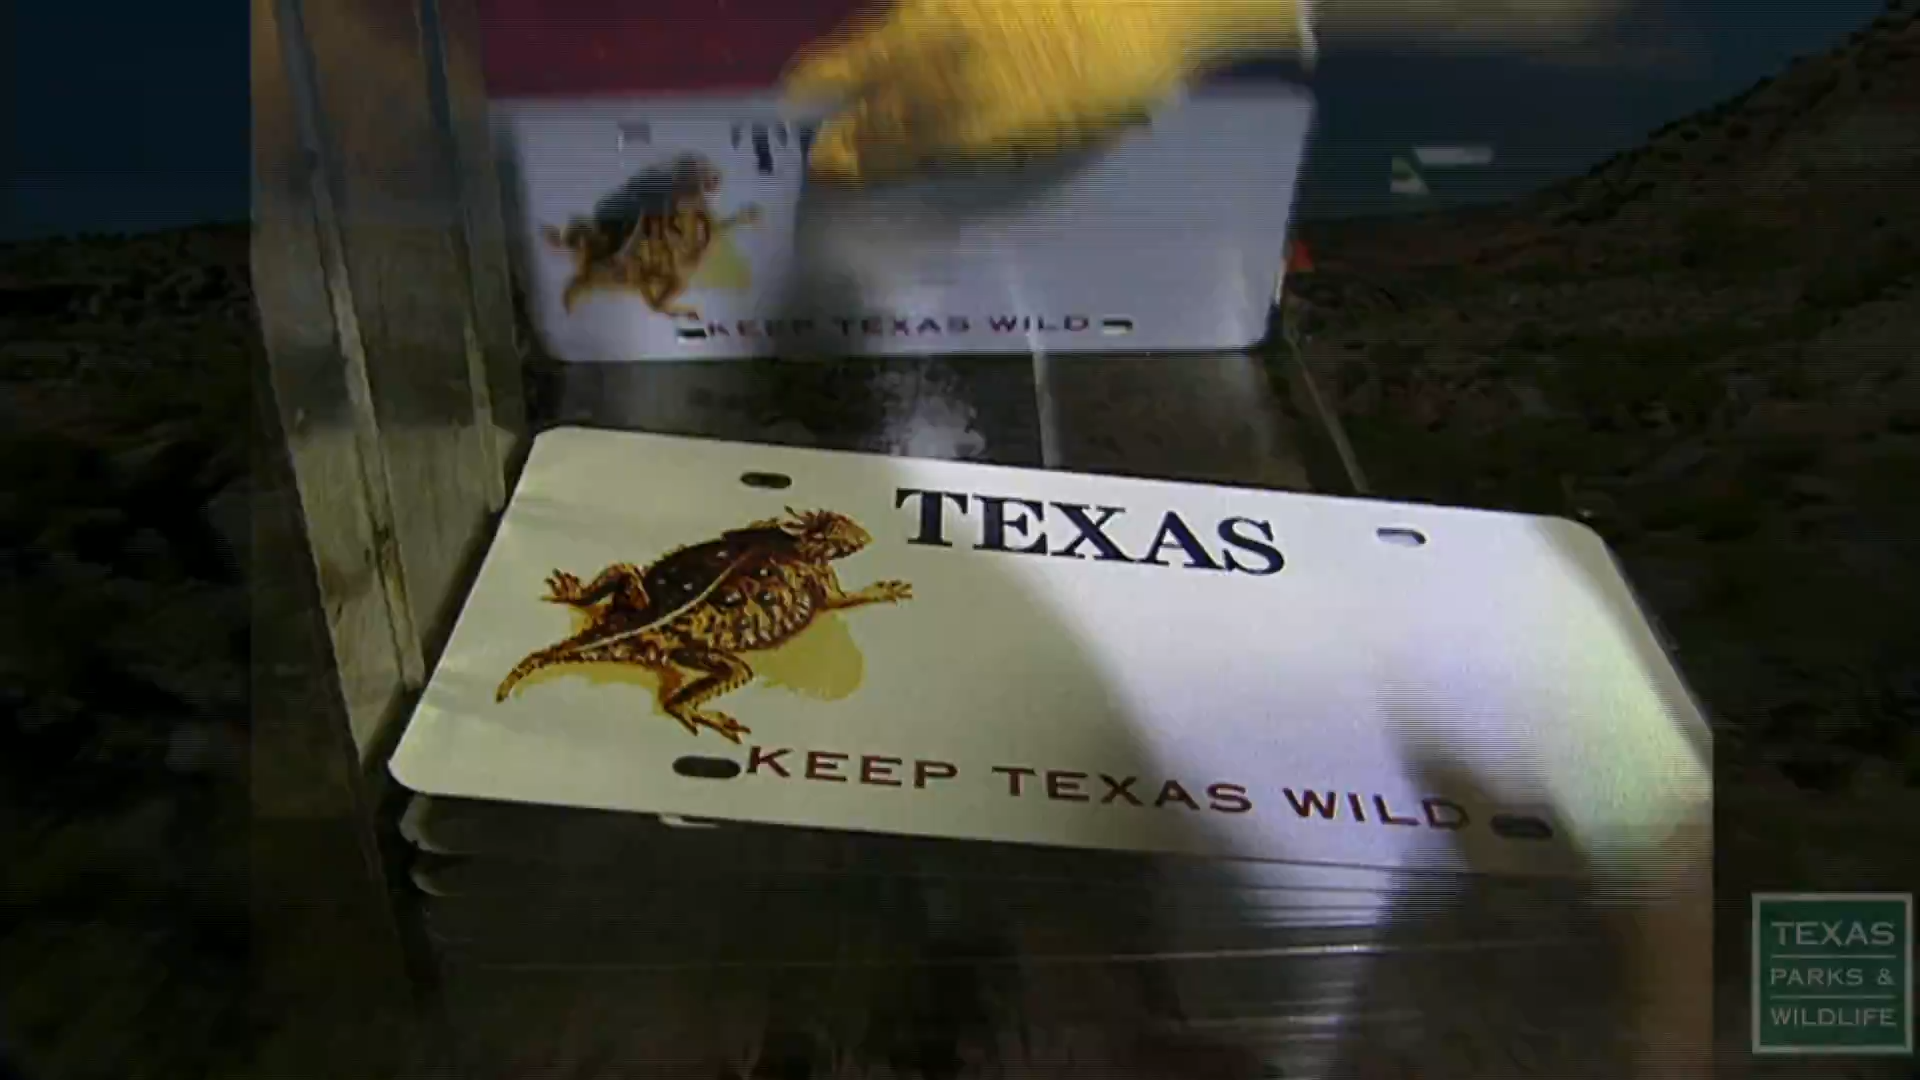 KEEP TEXAS WILD
TEXAS
KEEP TEXAS WILD
TEXAS
PARKS &
WILDLIFE